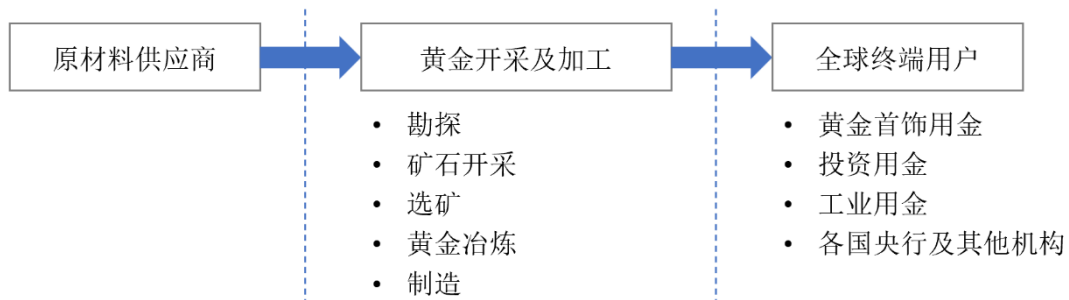 原材料供应商
黄金开采及加工
全球终端用户
• 勘探
• 矿石开采
• 选矿
• 黄金冶炼
• 制造
• 黄金首饰用金
• 投资用金
• 工业用金
• 各国央行及其他机构